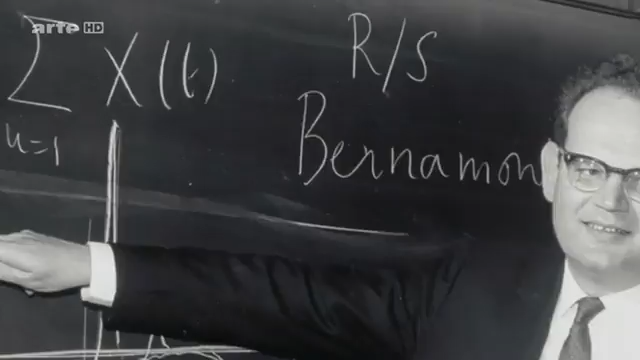 arte HD
R/S
∑ X(t)
n=1
Bernamon